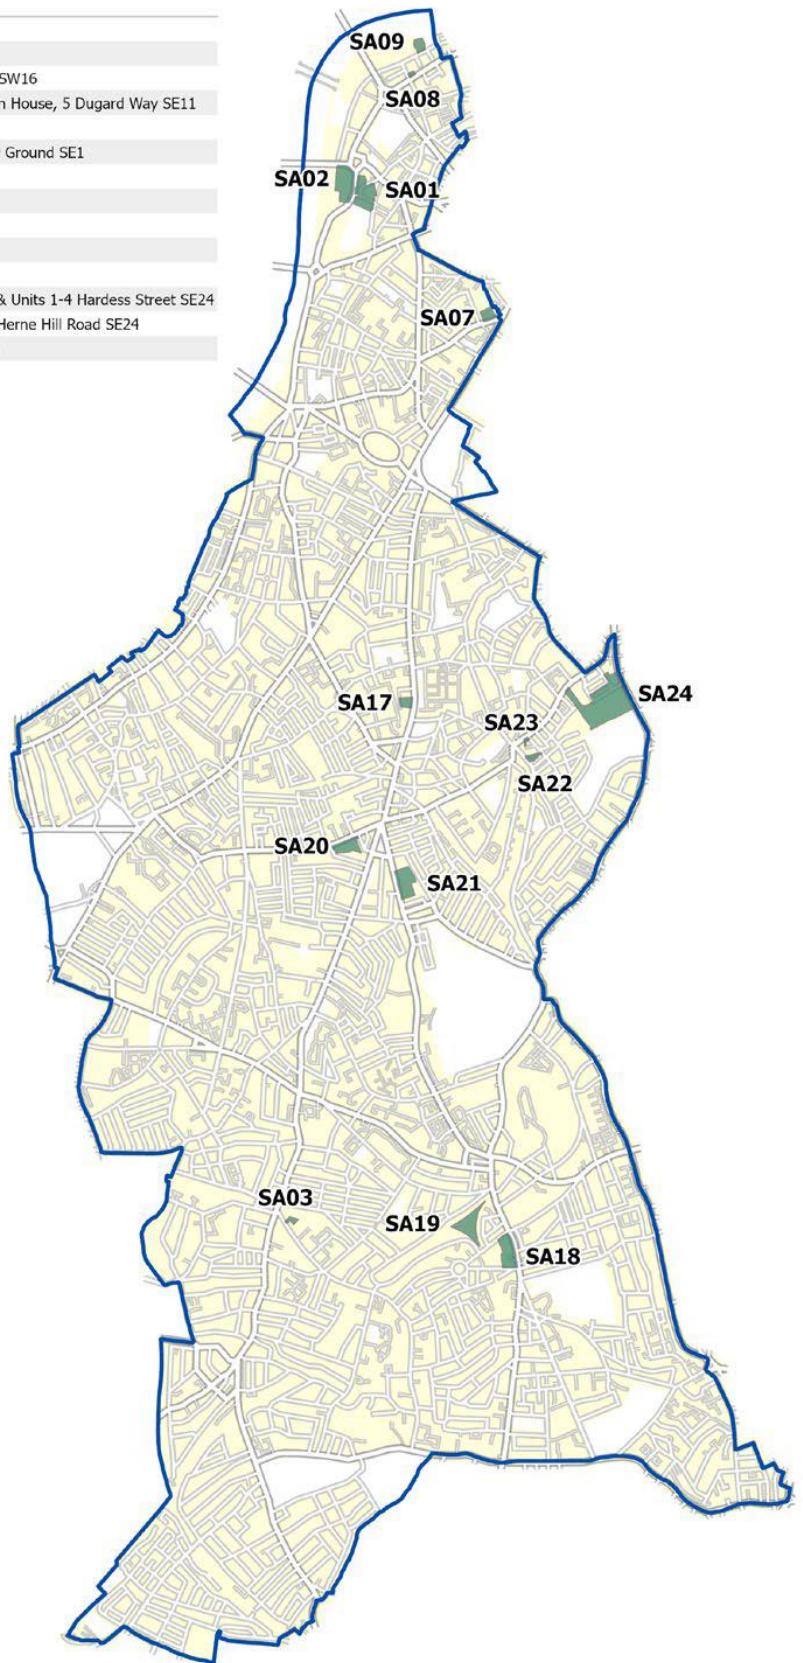 SW16
n House, 5 Dugard Way SE11
Ground SE1
& Units 1-4 Hardess Street SE24
Herne Hill Road SE24
SA09
SA08
SA02
SA01
SA07
SA17
SA24
SA23
SA22
SA20
SA21
SA03
SA19
SA18